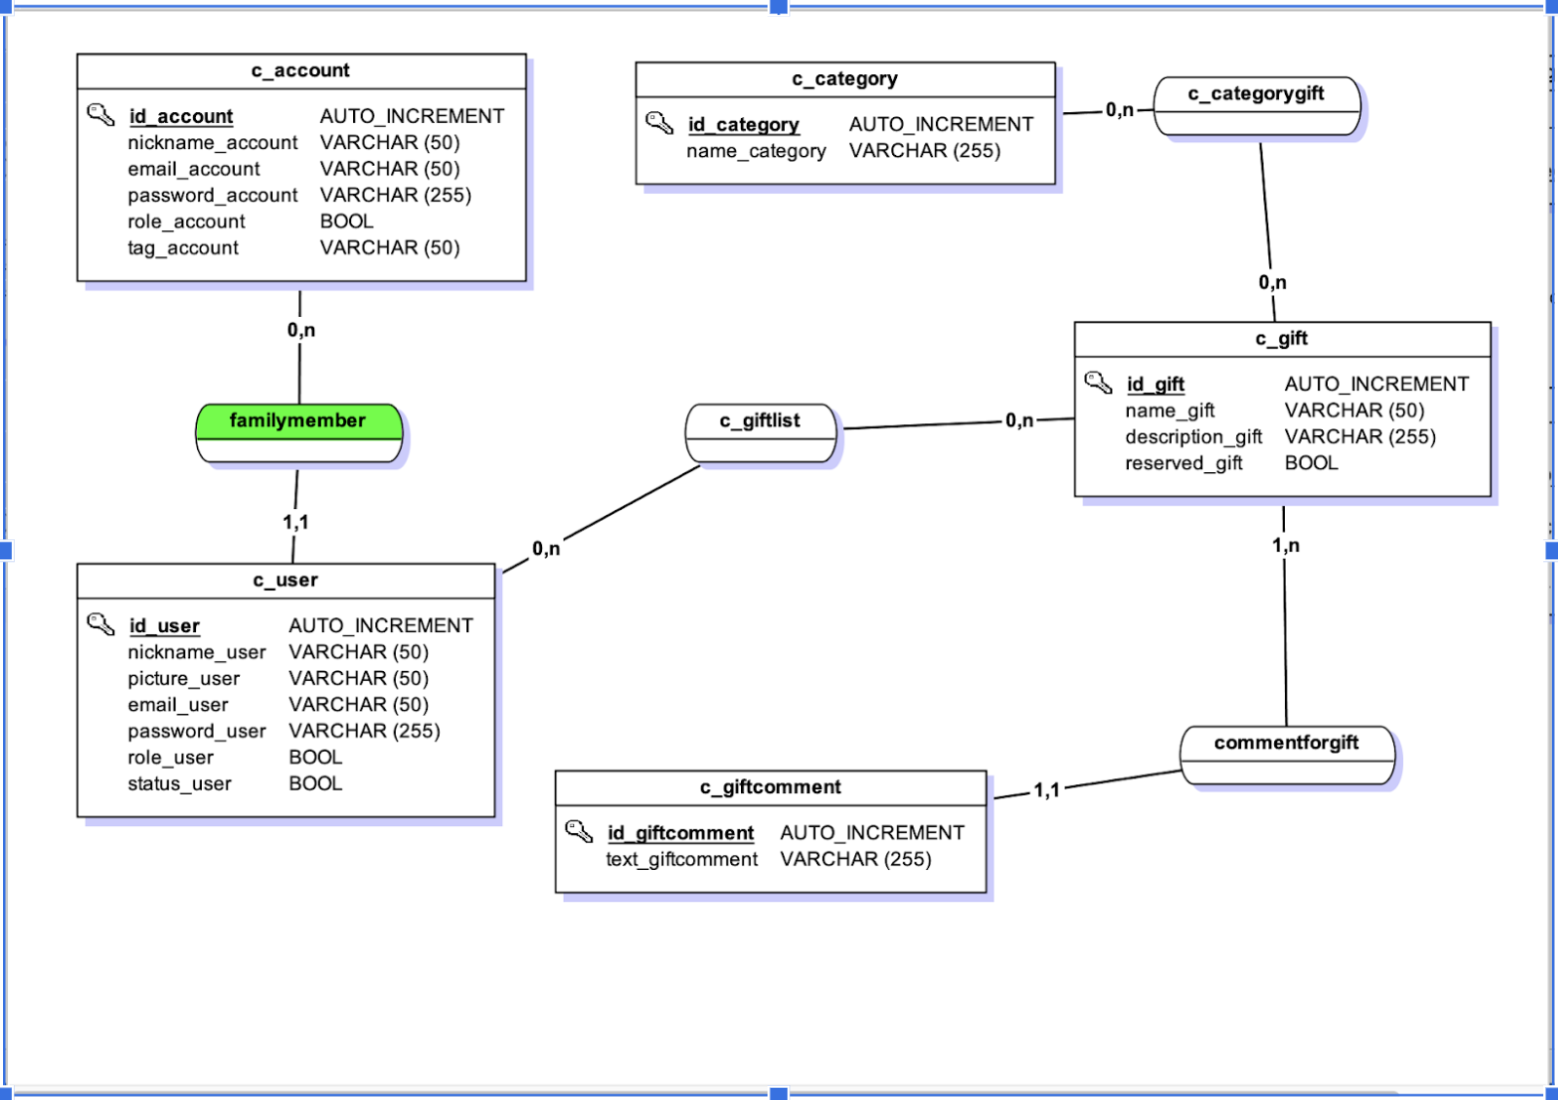 c_account
id_account AUTO_INCREMENT
nickname_account VARCHAR (50)
email_account VARCHAR (50)
password_account VARCHAR (255)
role_account BOOL
tag_account VARCHAR (50)
c_category
id_category AUTO_INCREMENT
name_category VARCHAR (255)
0,n
c_categorygift
0,n
0,n
familymember
1,1
c_giftlist
0,n
0,n
c_gift
id_gift AUTO_INCREMENT
name_gift VARCHAR (50)
description_gift VARCHAR (255)
reserved_gift BOOL
1,n
c_user
id_user AUTO_INCREMENT
nickname_user VARCHAR (50)
picture_user VARCHAR (50)
email_user VARCHAR (50)
password_user VARCHAR (255)
role_user BOOL
status_user BOOL
commentforgift
1,1
c_giftcomment
id_giftcomment AUTO_INCREMENT
text_giftcomment VARCHAR (255)